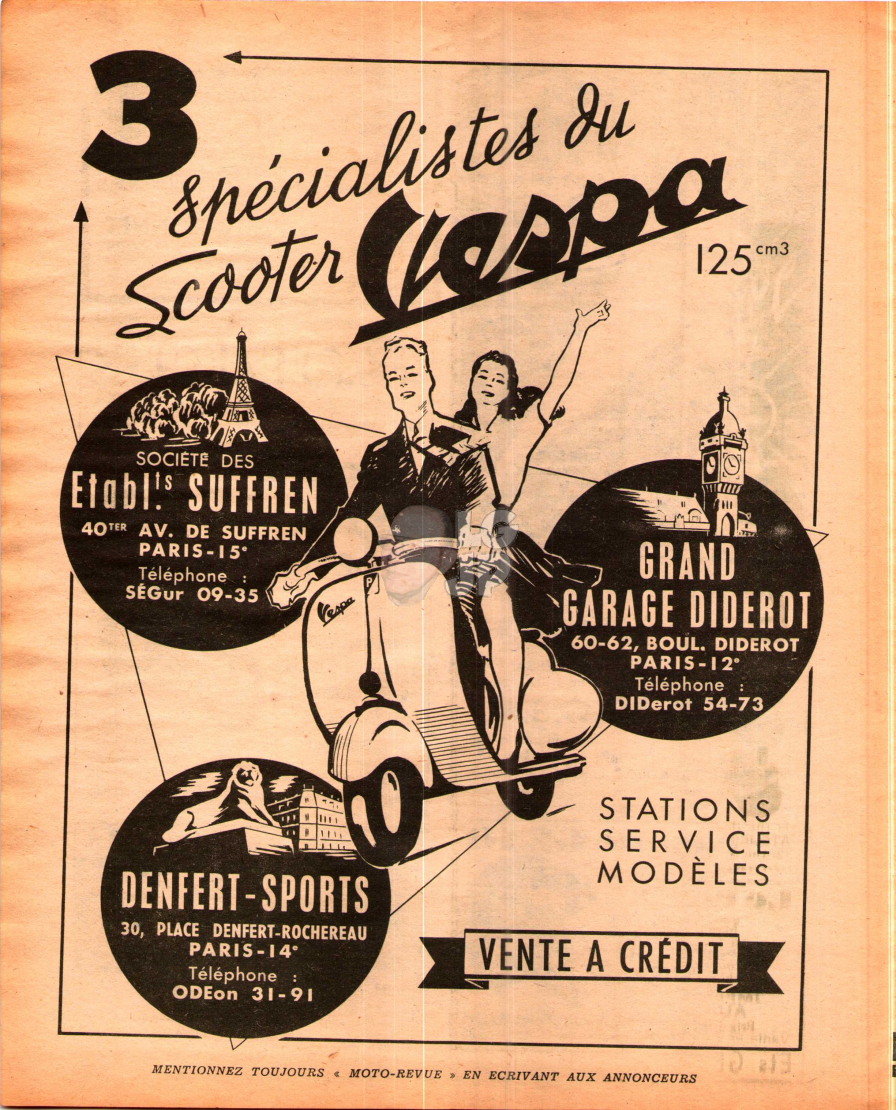 3
spécialistes du
Scooter Vespa
125 cm3
SOCIÉTÉ DES
Etabl.ts SUFFREN
40TER AV. DE SUFFREN
PARIS-15e
Téléphone :
SÉGur 09-35
GRAND
GARAGE DIDEROT
60-62, BOUL. DIDEROT
PARIS-12e
Téléphone :
DIDerot 54-73
Vespa
P
DENFERT-SPORTS
30, PLACE DENFERT-ROCHEREAU
PARIS-14e
Téléphone :
ODEon 31-91
STATIONS
SERVICE
MODÈLES
VENTE A CRÉDIT
MENTIONNEZ TOUJOURS « MOTO-REVUE » EN ECRIVANT AUX ANNONCEURS